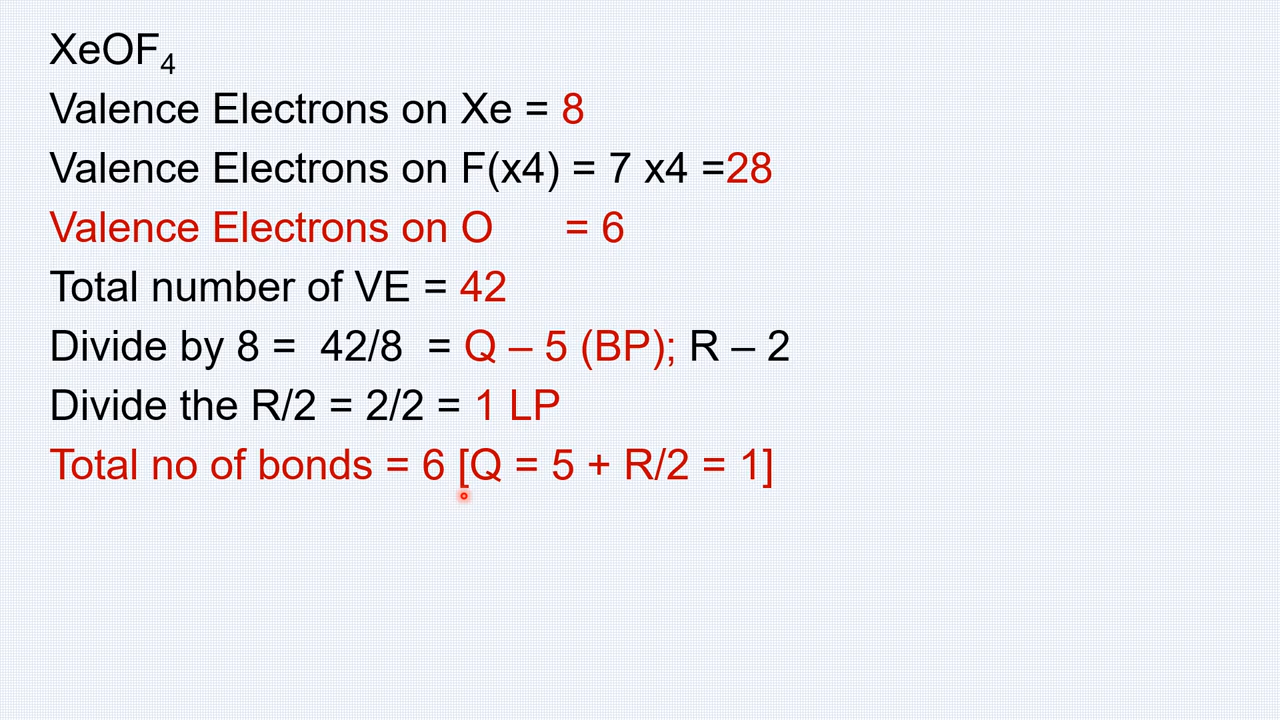 XeOF₄
Valence Electrons on Xe = 8
Valence Electrons on F(x4) = 7 x4 =28
Valence Electrons on O = 6
Total number of VE = 42
Divide by 8 = 42/8 = Q – 5 (BP); R – 2
Divide the R/2 = 2/2 = 1 LP
Total no of bonds = 6 [Q = 5 + R/2 = 1]